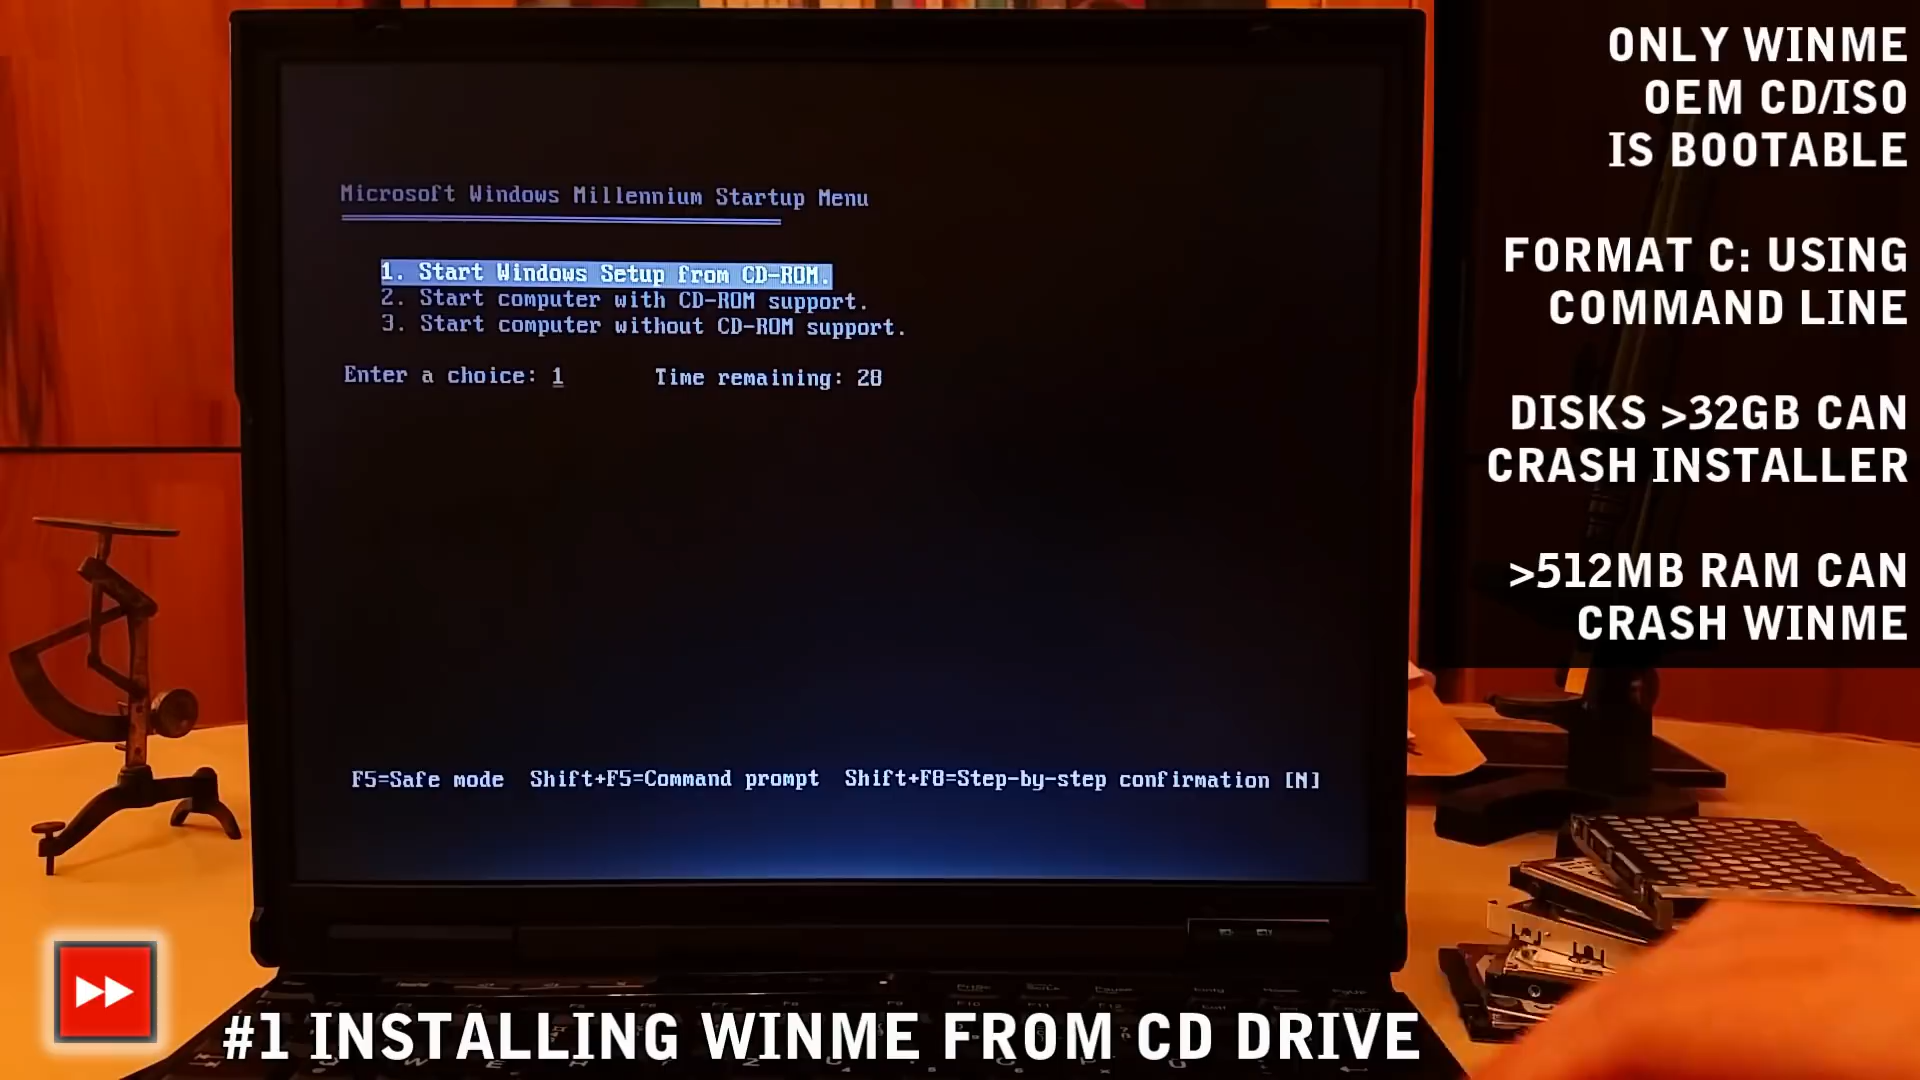 ONLY WINME
OEM CD/ISO
IS BOOTABLE
FORMAT C: USING
COMMAND LINE
DISKS >32GB CAN
CRASH INSTALLER
>512MB RAM CAN
CRASH WINME
Microsoft Windows Millennium Startup Menu
1. Start Windows Setup from CD-ROM.
2. Start computer with CD-ROM support.
3. Start computer without CD-ROM support.
Enter a choice: 1 Time remaining: 28
F5=Safe mode Shift+F5=Command prompt Shift+F8=Step-by-step confirmation [N]
#1 INSTALLING WINME FROM CD DRIVE